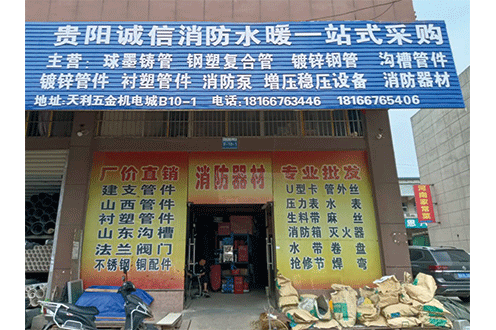 贵阳诚信消防水暖一站式采购
主营：球墨铸管 钢塑复合管 镀锌钢管 沟槽管件
镀锌管件 衬塑管件 消防泵 增压稳压设备 消防器材
地址：天利五金机电城B10-1 电话：18166763446 18166765406
厂价直销
建支管件
山西管件
衬塑管件
山东沟槽
法兰阀门
不锈钢·铜配件
消防器材
专业批发
U型卡 管外丝
压力表 水表
生料带 麻丝
消防箱 灭火器
水带 卷盘
抢修节 焊弯
河南家常菜